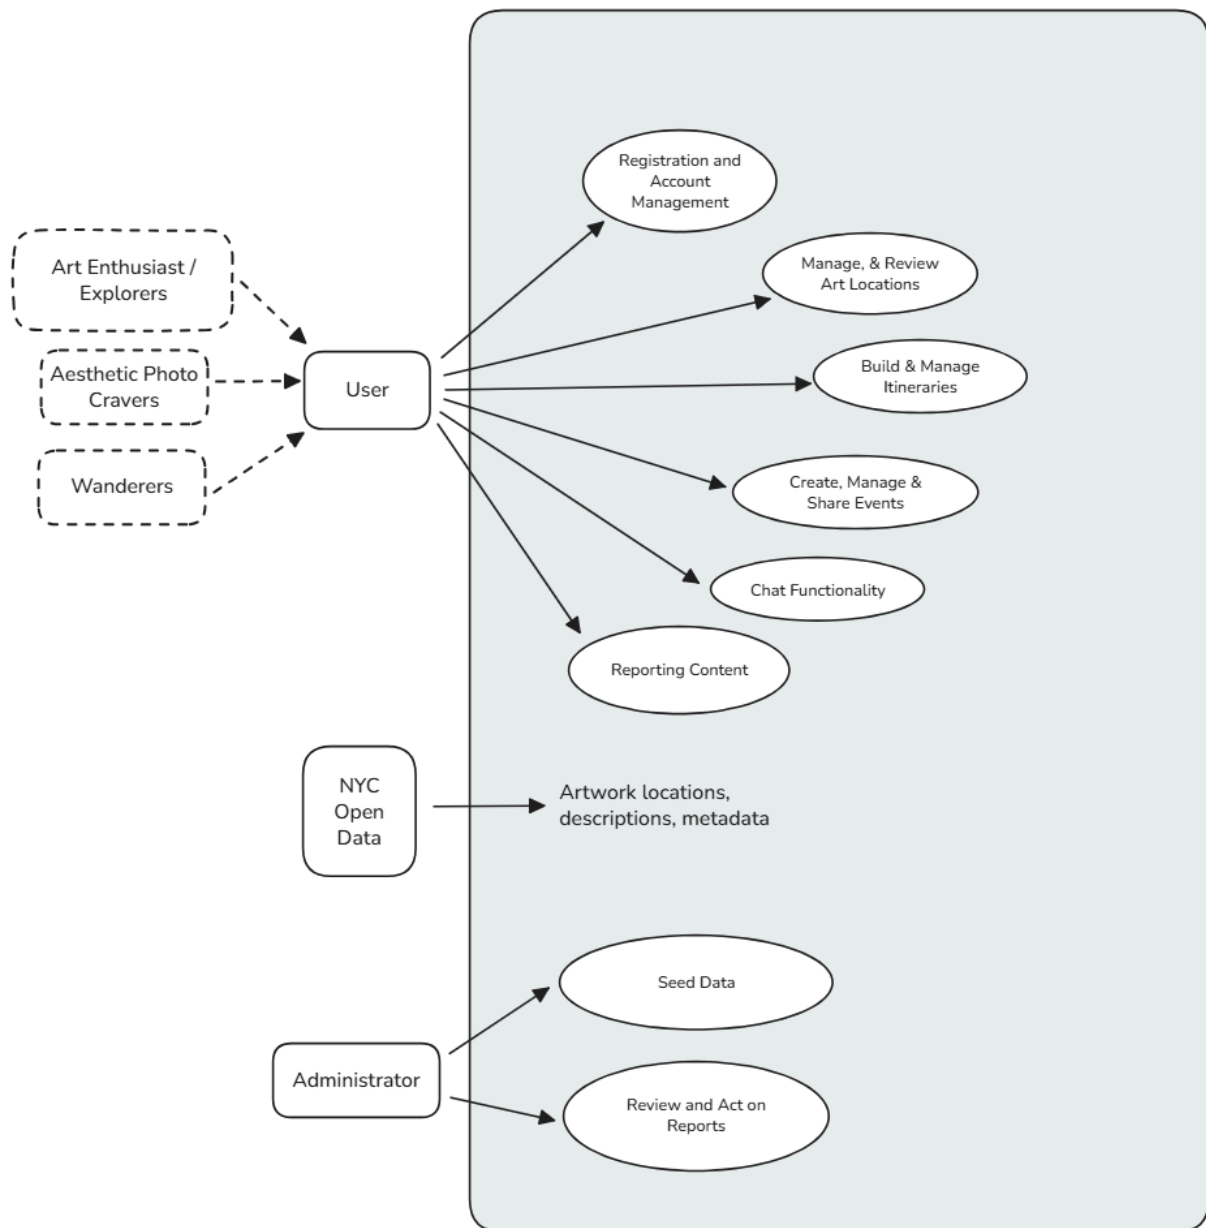 Registration and
Account
Management
Art Enthusiast /
Explorers
Manage, & Review
Art Locations
Aesthetic Photo
Cravers
User
Build & Manage
Itineraries
Wanderers
Create, Manage &
Share Events
Chat Functionality
Reporting Content
NYC
Open
Data
Artwork locations,
descriptions, metadata
Seed Data
Administrator
Review and Act on
Reports